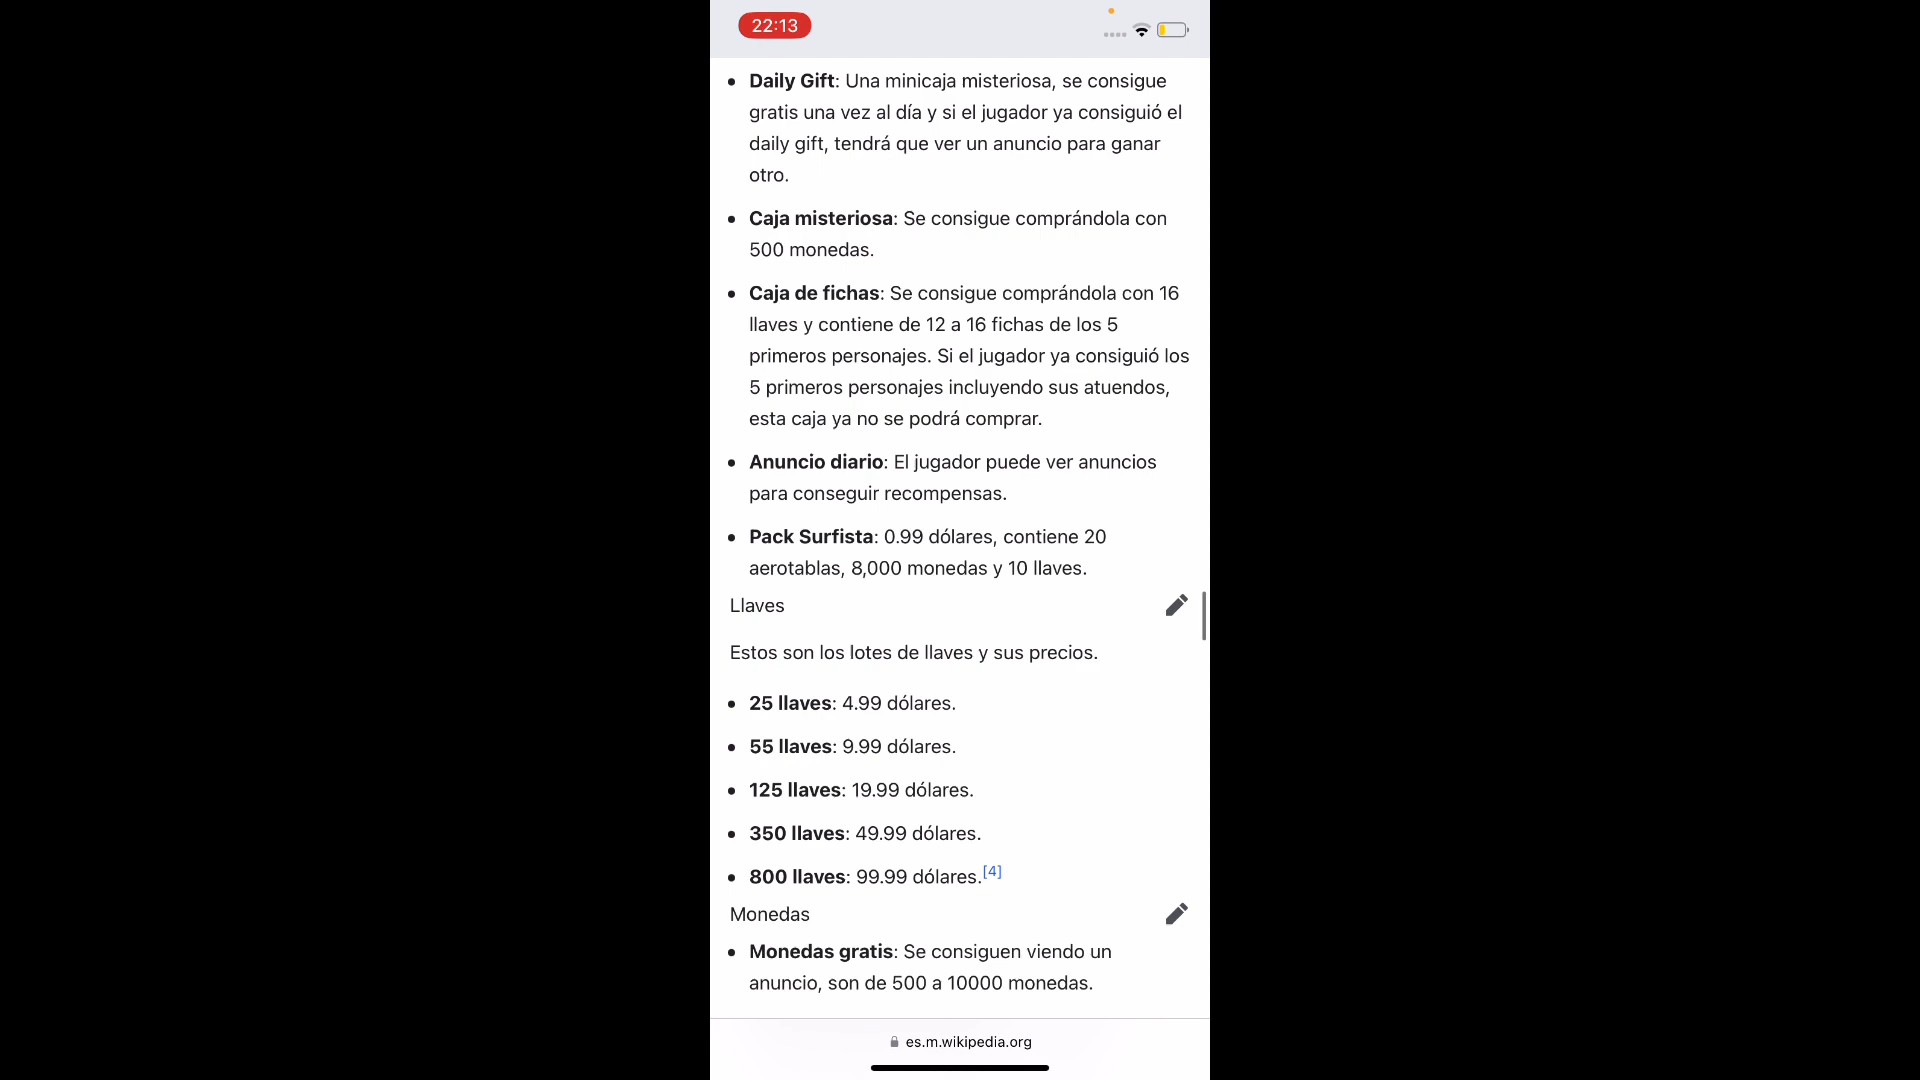 22:13
Daily Gift: Una minicaja misteriosa, se consigue
gratis una vez al día y si el jugador ya consiguió el
daily gift, tendrá que ver un anuncio para ganar
otro.
Caja misteriosa: Se consigue comprándola con
500 monedas.
Caja de fichas: Se consigue comprándola con 16
llaves y contiene de 12 a 16 fichas de los 5
primeros personajes. Si el jugador ya consiguió los
5 primeros personajes incluyendo sus atuendos,
esta caja ya no se podrá comprar.
Anuncio diario: El jugador puede ver anuncios
para conseguir recompensas.
Pack Surfista: 0.99 dólares, contiene 20
aerotablas, 8,000 monedas y 10 llaves.
Llaves
Estos son los lotes de llaves y sus precios.
25 llaves: 4.99 dólares.
55 llaves: 9.99 dólares.
125 llaves: 19.99 dólares.
350 llaves: 49.99 dólares.
800 llaves: 99.99 dólares.[4]
Monedas
Monedas gratis: Se consiguen viendo un
anuncio, son de 500 a 10000 monedas.
es.m.wikipedia.org